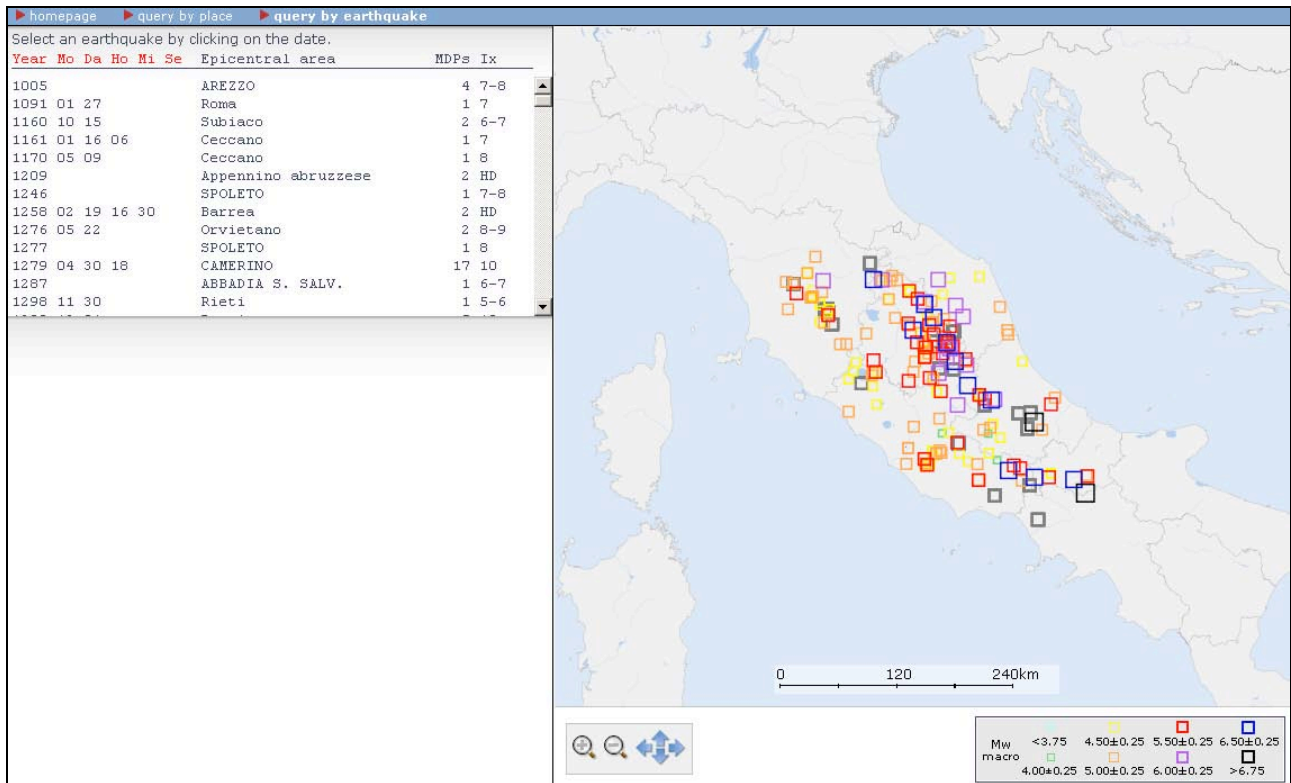 homepage query by place query by earthquake
Select an earthquake by clicking on the date.
Year Mo Da Ho Mi Se Epicentral area MDPs Ix
1005 AREZZO 4 7-8
1091 01 27 Roma 1 7
1160 10 15 Subiaco 2 6-7
1161 01 16 06 Ceccano 1 7
1170 05 09 Ceccano 1 8
1209 Appennino abruzzese 2 HD
1246 SPOLETO 1 7-8
1258 02 19 16 30 Barrea 2 HD
1276 05 22 Orvietano 2 8-9
1277 SPOLETO 1 8
1279 04 30 18 CAMERINO 17 10
1287 ABBADIA S. SALV. 1 6-7
1298 11 30 Rieti 1 5-6
0 120 240km
Mw macro
<3.75 4.50±0.25 5.50±0.25 6.50±0.25
4.00±0.25 5.00±0.25 6.00±0.25 >6.75